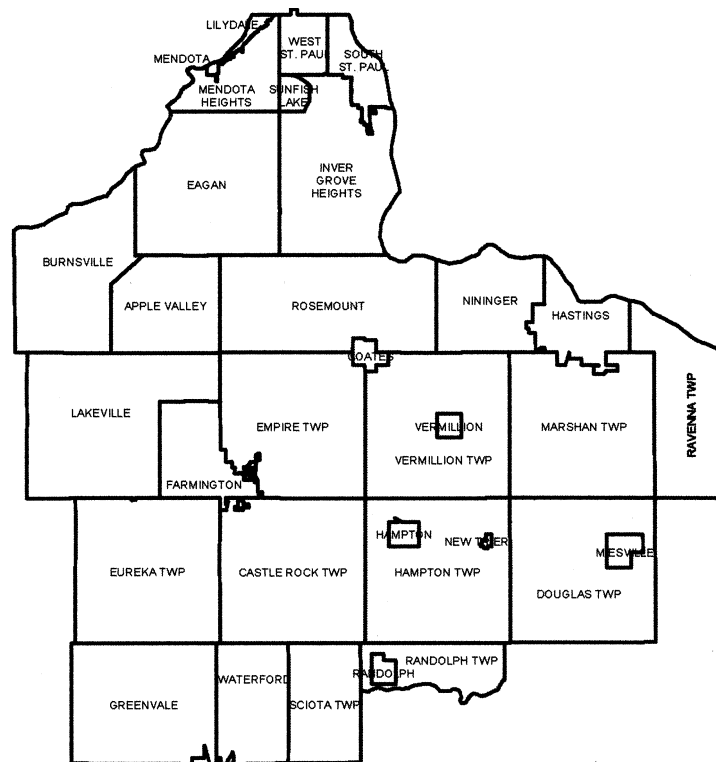 LILYDALE
WEST
ST. PAUL
SOUTH
ST. PAUL
MENDOTA
MENDOTA
HEIGHTS
SUNFISH
LAKE
EAGAN
INVER
GROVE
HEIGHTS
BURNSVILLE
APPLE VALLEY
ROSEMOUNT
NININGER
HASTINGS
COATES
LAKEVILLE
EMPIRE TWP
VERMILLION
VERMILLION TWP
MARSHAN TWP
RAVENNA TWP
FARMINGTON
HAMPTON
NEW TRIER
MIESVILLE
EUREKA TWP
CASTLE ROCK TWP
HAMPTON TWP
DOUGLAS TWP
RANDOLPH TWP
RANDOLPH
WATERFORD
GREENVALE
SCIOTA TWP